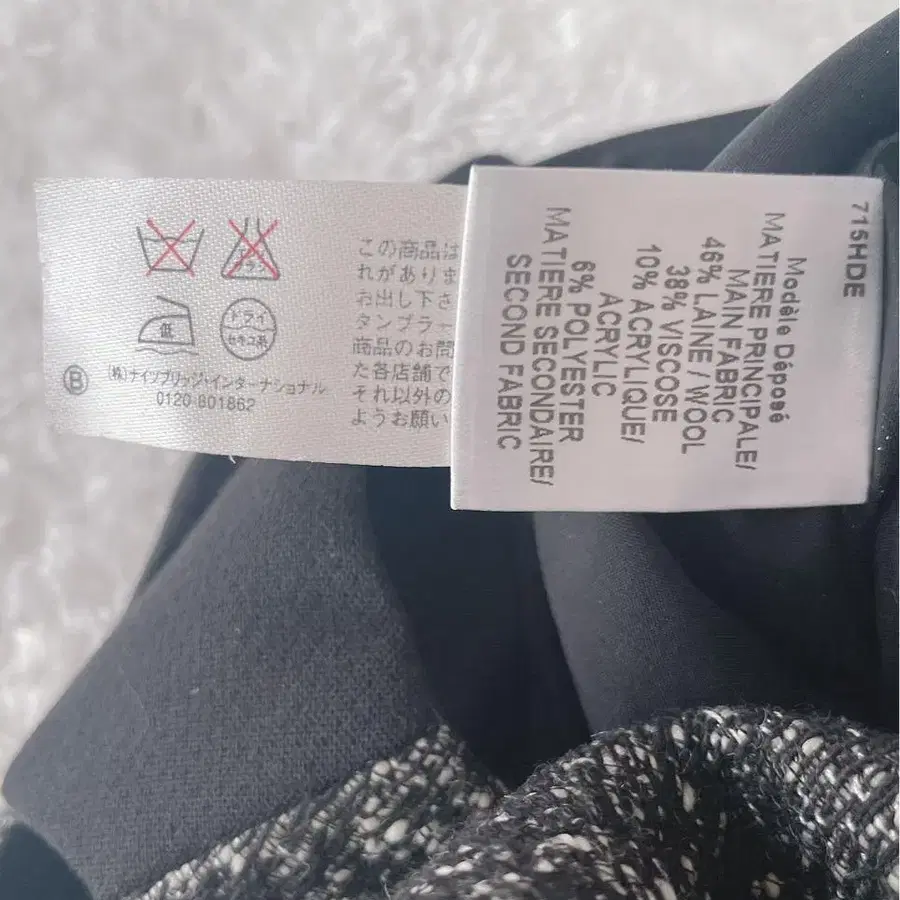 エンソ
低
ドライ
セキユ系
Ⓑ
(株)ナイツブリッジ・インターナショナル
0120-801862
この商品は
れがありま
お出し下さ
タンブラー
商品のお問
た各店舗で
それ以外の
ようお願い
715HDE
Modèle Déposé
MATIERE PRINCIPALE/
MAIN FABRIC
46% LAINE / WOOL
38% VISCOSE
10% ACRYLIQUE/
ACRYLIC
6% POLYESTER
MATIERE SECONDAIRE/
SECOND FABRIC